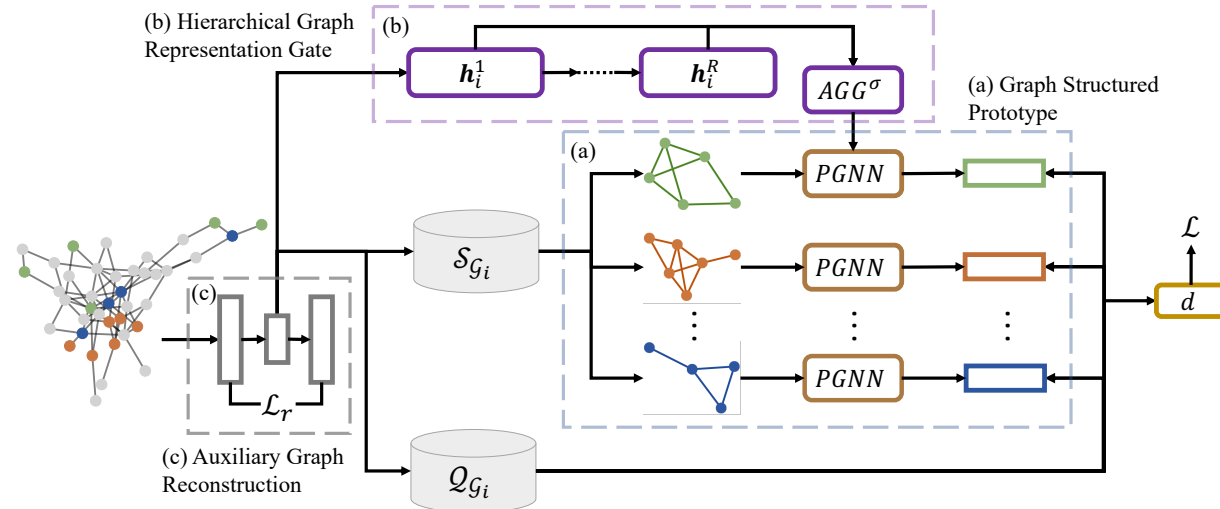 (b) Hierarchical Graph
Representation Gate
(b)
h_i^1
h_i^R
AGG^σ
(a) Graph Structured
Prototype
(a)
PGNN
S_{G_i}
PGNN
L
(c)
d
L_r
PGNN
(c) Auxiliary Graph
Reconstruction
Q_{G_i}